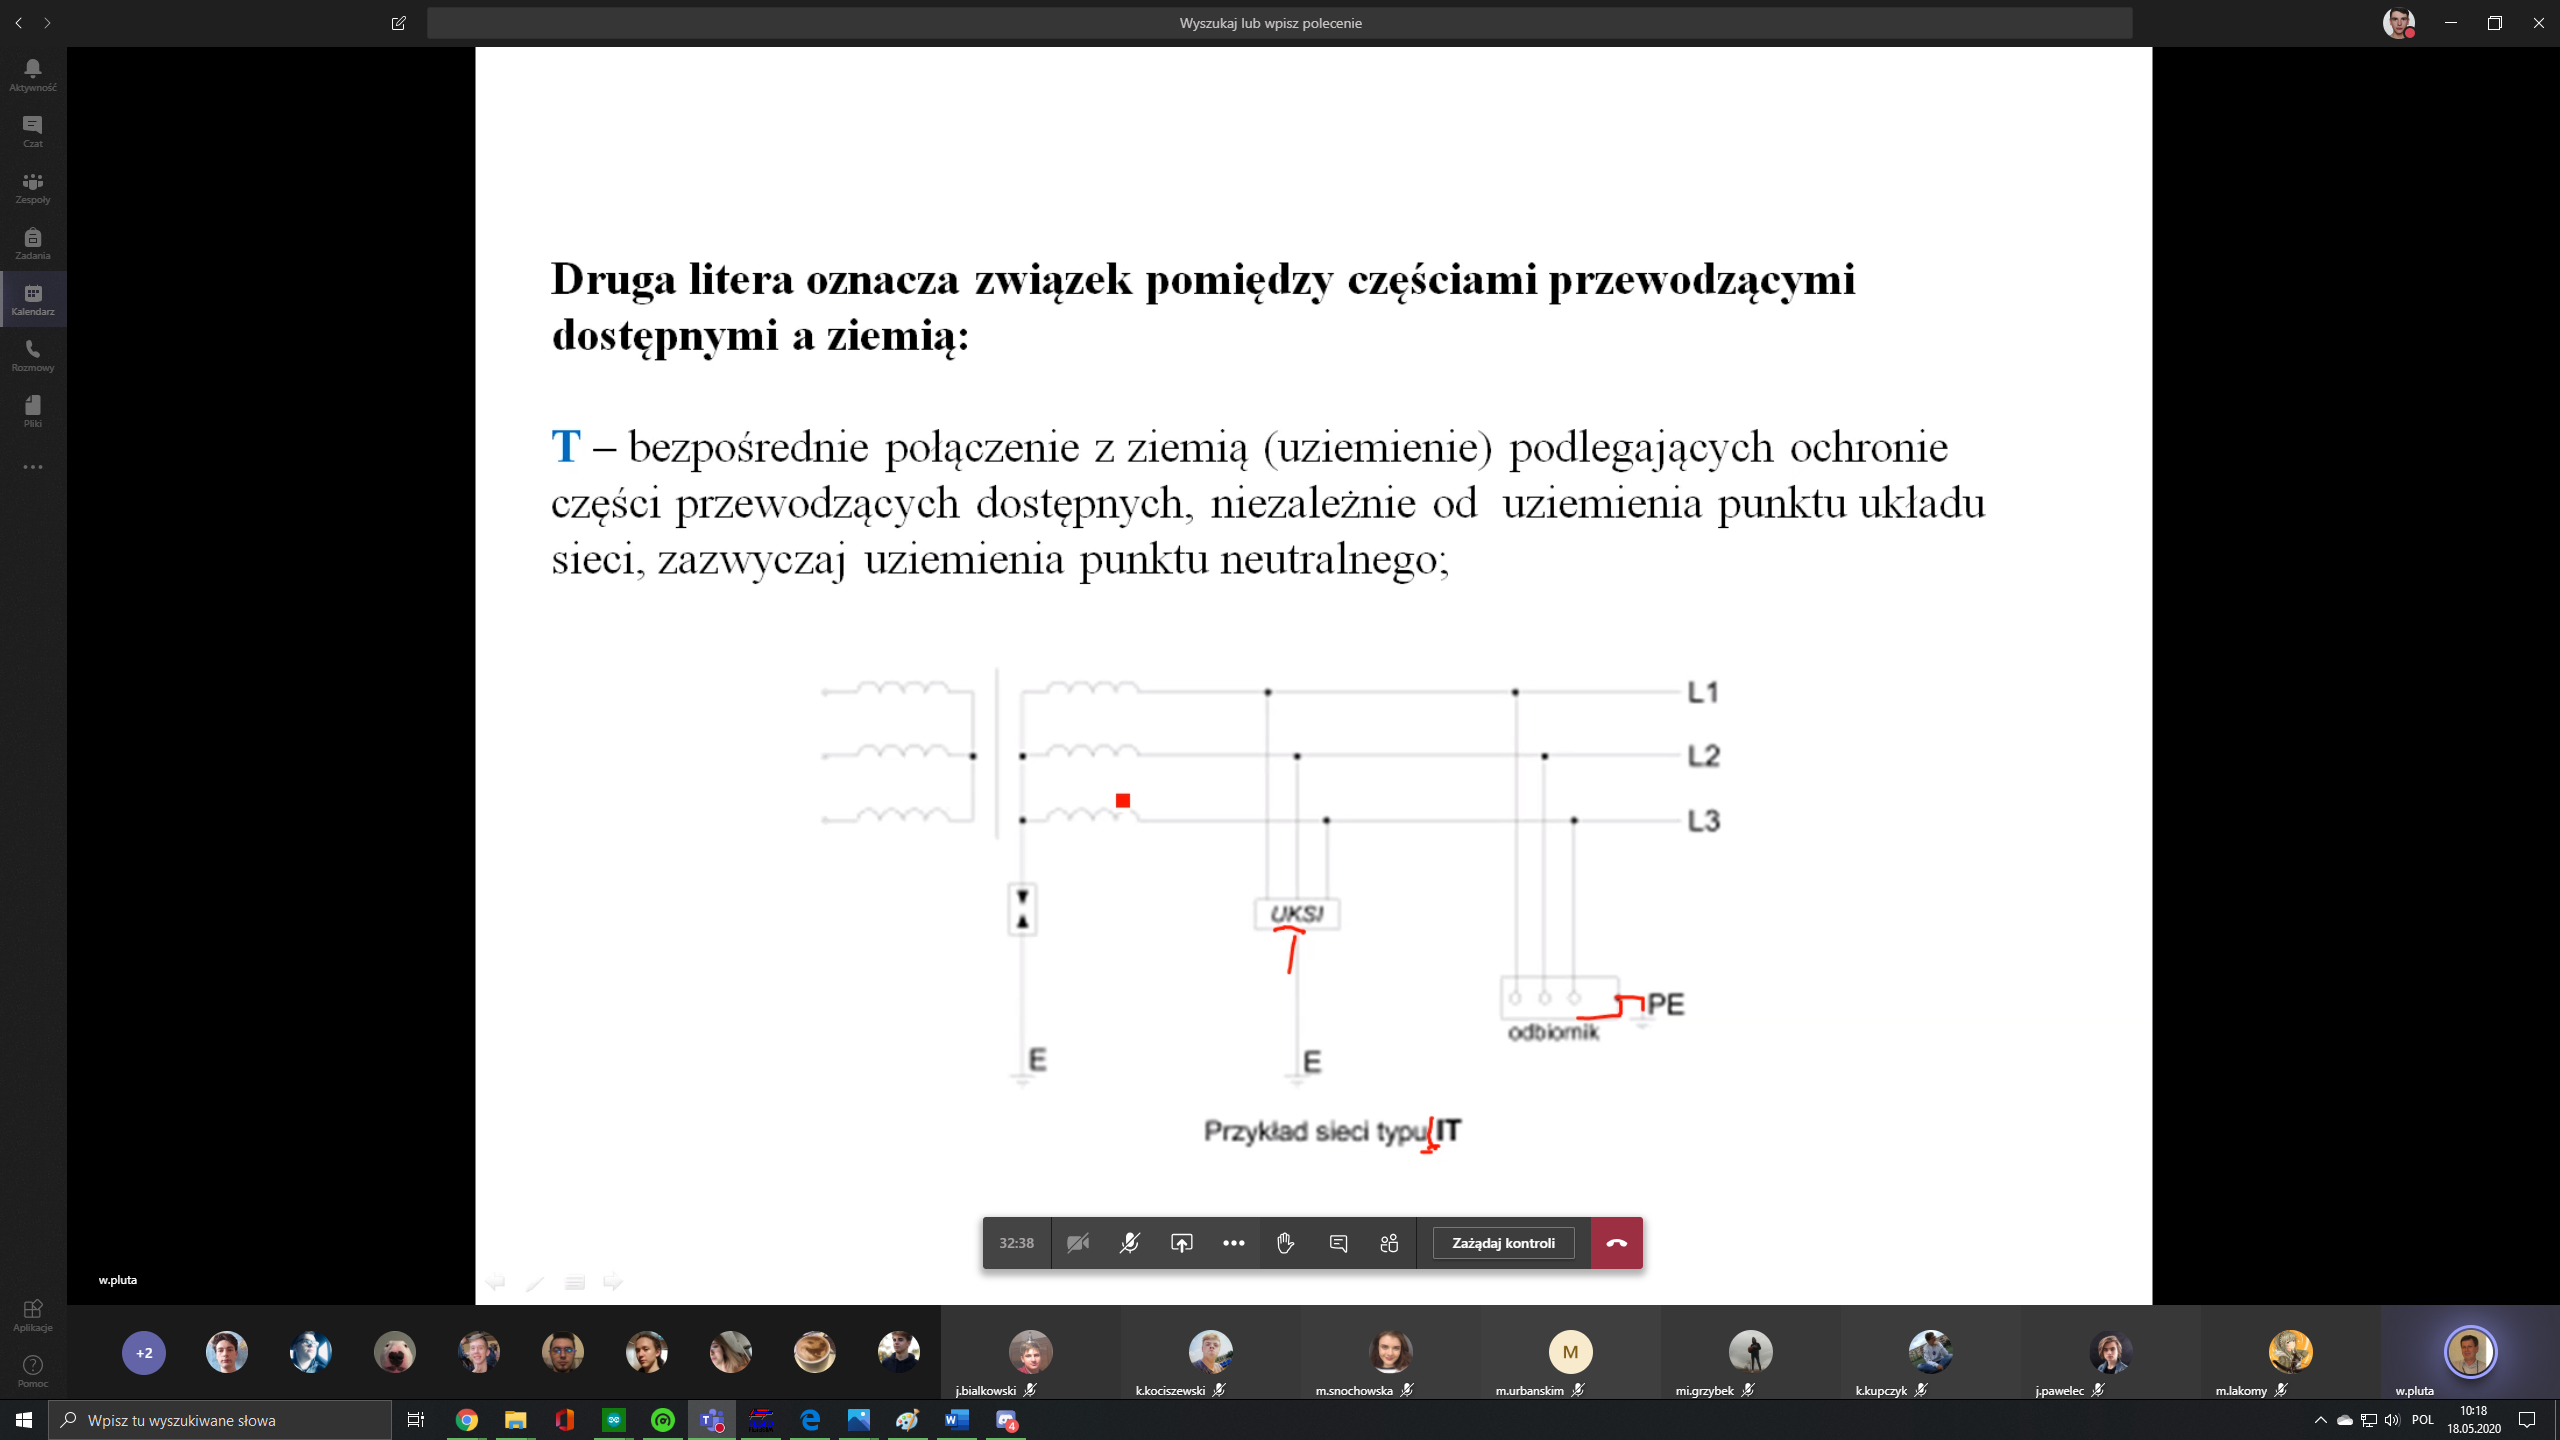 Wyszukaj lub wpisz polecenie
Aktywność
Czat
Zespoły
Zadania
Kalendarz
Rozmowy
Pliki
Druga litera oznacza związek pomiędzy częściami przewodzącymi
dostępnymi a ziemią:
T – bezpośrednie połączenie z ziemią (uziemienie) podlegających ochronie
części przewodzących dostępnych, niezależnie od uziemienia punktu układu
sieci, zazwyczaj uziemienia punktu neutralnego;
L1
L2
L3
UKSI
PE
odbiornik
E
E
Przykład sieci typu IT
32:38
Zażądaj kontroli
w.pluta
Aplikacje
Pomoc
+2
M
j.bialkowski
k.kociszewski
m.snochowska
m.urbanskim
mi.grzybek
k.kupczyk
j.pawelec
m.lakomy
w.pluta
Wpisz tu wyszukiwane słowa
4
POL
10:18
18.05.2020